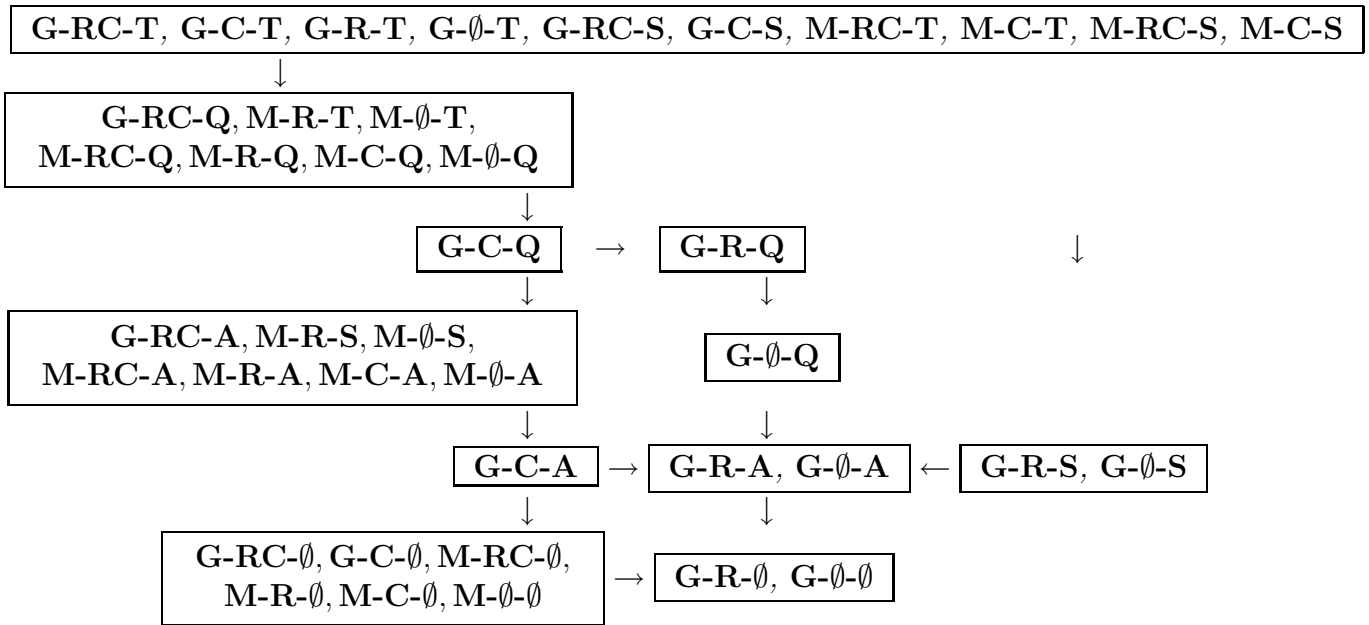 G-RC-T, G-C-T, G-R-T, G-∅-T, G-RC-S, G-C-S, M-RC-T, M-C-T, M-RC-S, M-C-S
↓
G-RC-Q, M-R-T, M-∅-T,
M-RC-Q, M-R-Q, M-C-Q, M-∅-Q
↓
G-C-Q → G-R-Q ↓
↓ ↓
G-RC-A, M-R-S, M-∅-S,
M-RC-A, M-R-A, M-C-A, M-∅-A
G-∅-Q
↓ ↓
G-C-A → G-R-A, G-∅-A ← G-R-S, G-∅-S
↓ ↓
G-RC-∅, G-C-∅, M-RC-∅,
M-R-∅, M-C-∅, M-∅-∅
→ G-R-∅, G-∅-∅